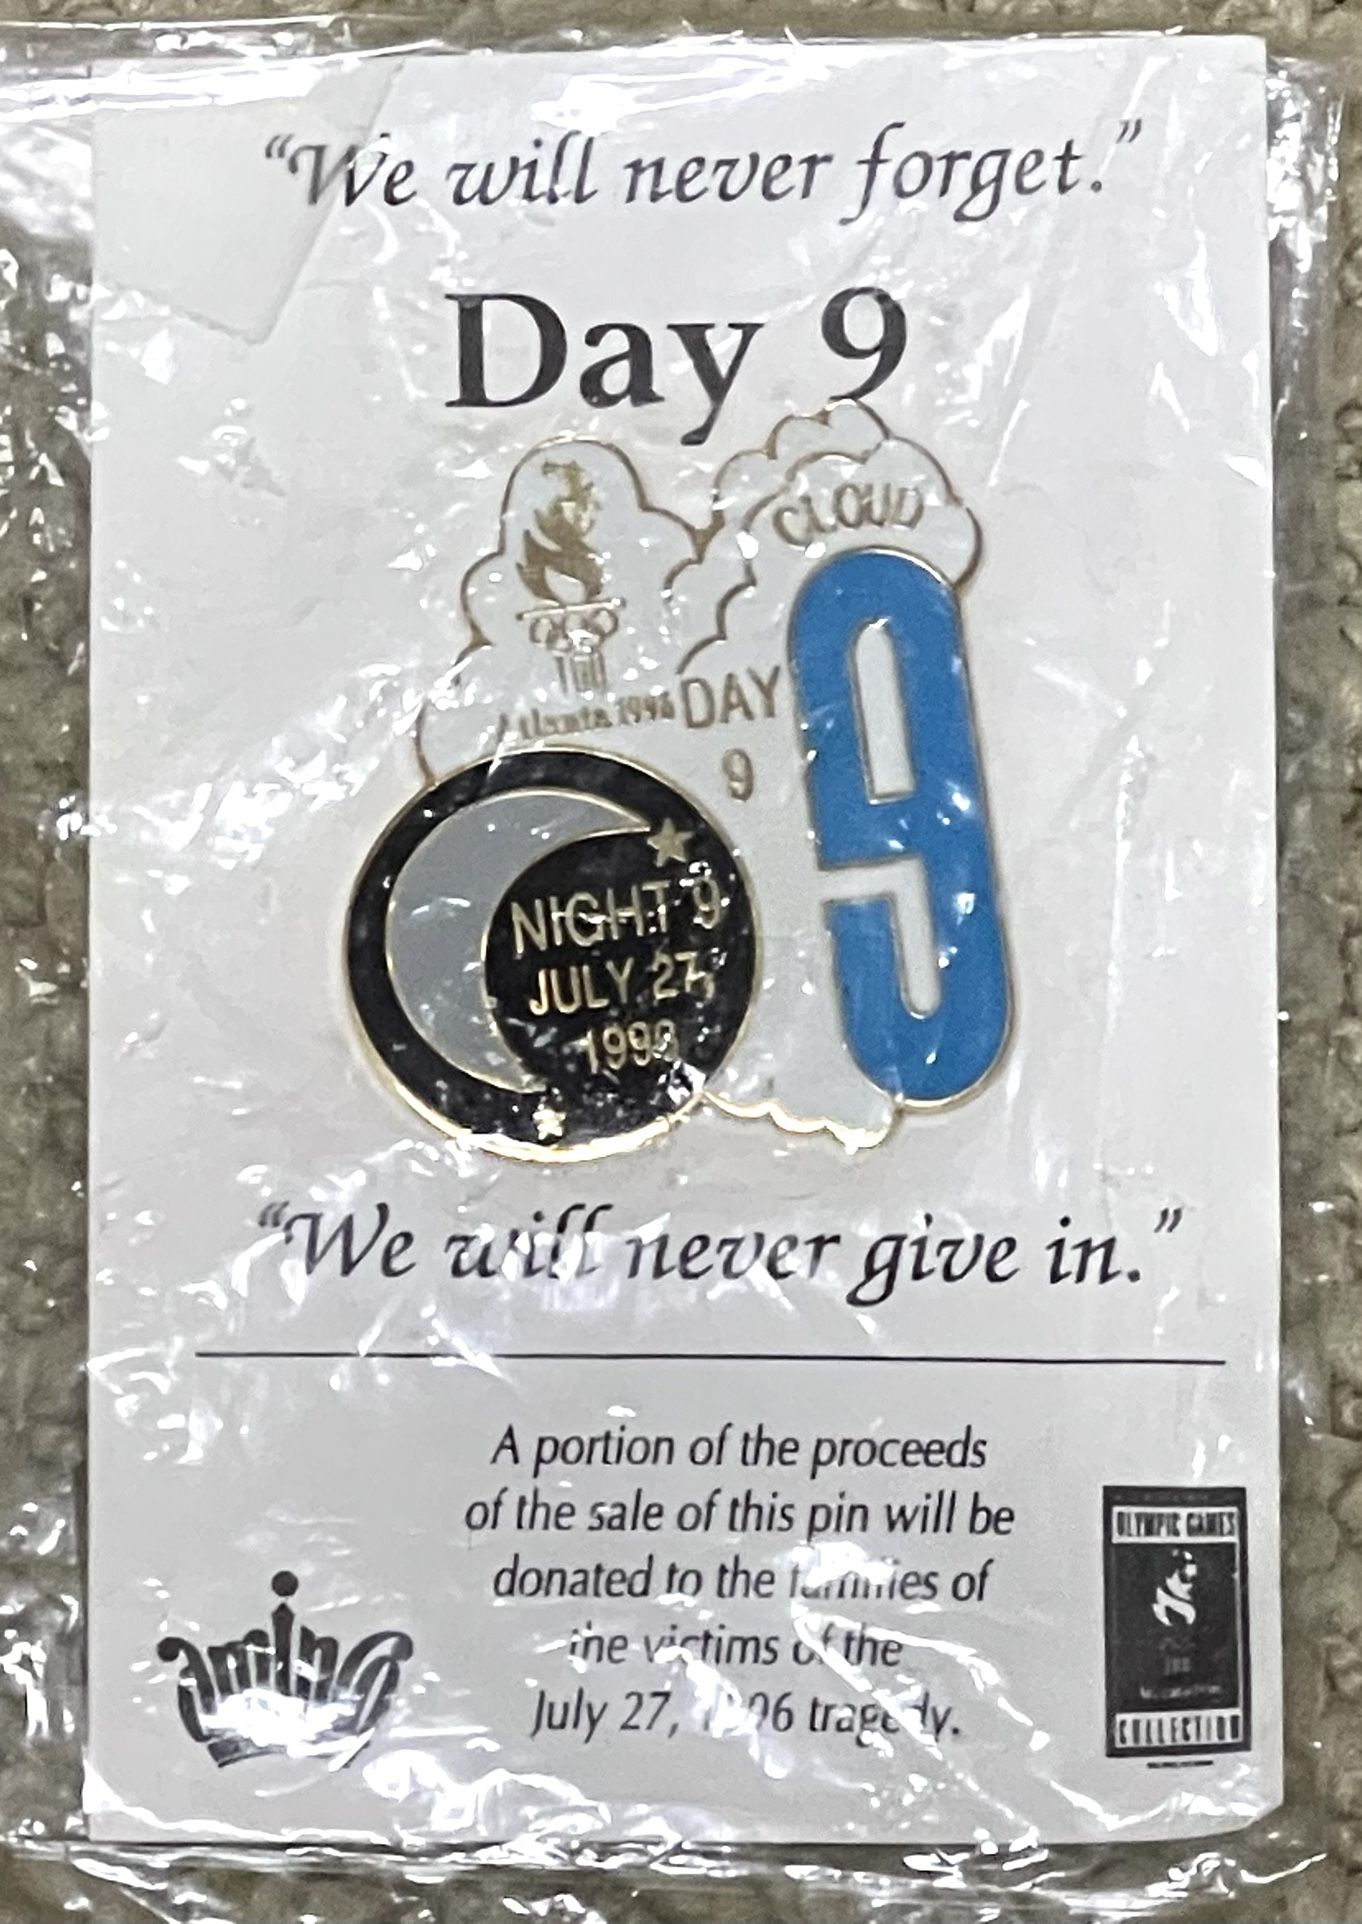 “We will never forget.”
Day 9
CLOUD
9
Atlanta 1996
DAY
9
NIGHT 9
JULY 27,
1996
“We will never give in.”
A portion of the proceeds
of the sale of this pin will be
donated to the families of
the victims of the
July 27, 1996 tragedy.
OLYMPIC GAMES
COLLECTION